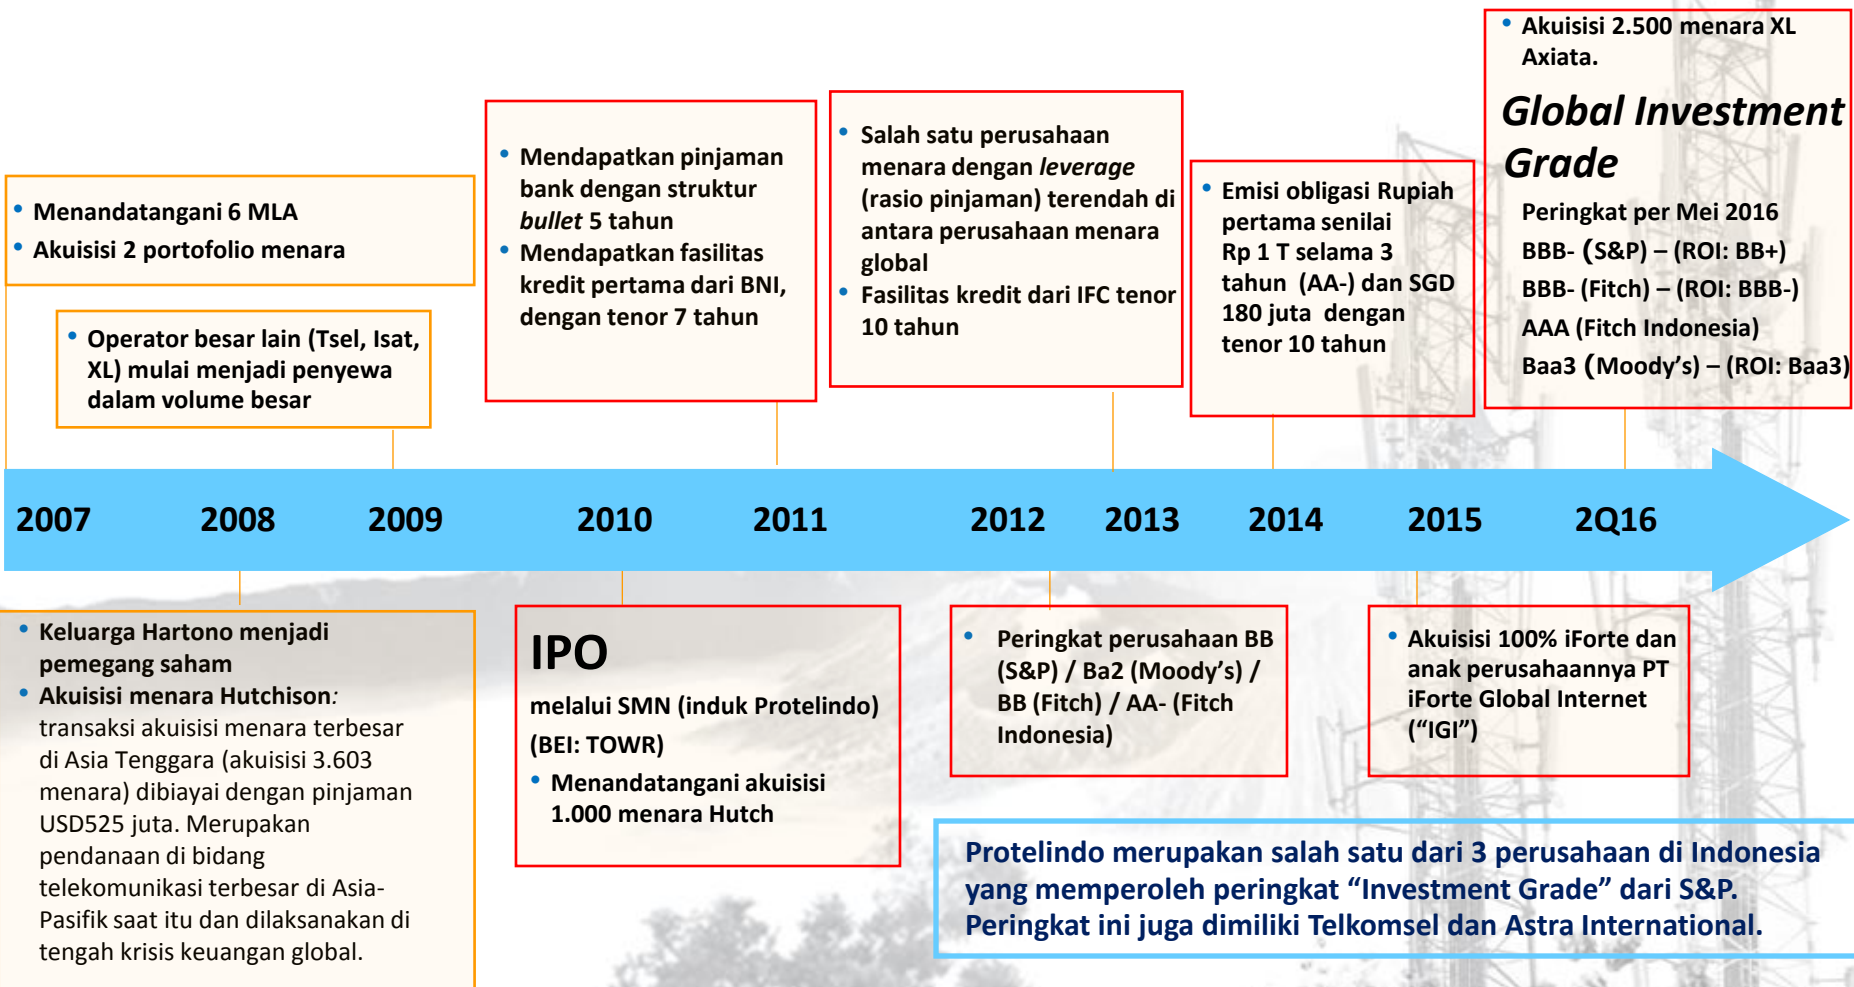 • Menandatangani 6 MLA
• Akuisisi 2 portofolio menara
• Operator besar lain (Tsel, Isat,
XL) mulai menjadi penyewa
dalam volume besar
• Mendapatkan pinjaman
bank dengan struktur
bullet 5 tahun
• Mendapatkan fasilitas
kredit pertama dari BNI,
dengan tenor 7 tahun
• Salah satu perusahaan
menara dengan leverage
(rasio pinjaman) terendah di
antara perusahaan menara
global
• Fasilitas kredit dari IFC tenor
10 tahun
• Emisi obligasi Rupiah
pertama senilai
Rp 1 T selama 3
tahun (AA-) dan SGD
180 juta dengan
tenor 10 tahun
• Akuisisi 2.500 menara XL
Axiata.
Global Investment
Grade
Peringkat per Mei 2016
BBB- (S&P) – (ROI: BB+)
BBB- (Fitch) – (ROI: BBB-)
AAA (Fitch Indonesia)
Baa3 (Moody’s) – (ROI: Baa3)
2007 2008 2009 2010 2011 2012 2013 2014 2015 2Q16
• Keluarga Hartono menjadi
pemegang saham
• Akuisisi menara Hutchison:
transaksi akuisisi menara terbesar
di Asia Tenggara (akuisisi 3.603
menara) dibiayai dengan pinjaman
USD525 juta. Merupakan
pendanaan di bidang
telekomunikasi terbesar di Asia-
Pasifik saat itu dan dilaksanakan di
tengah krisis keuangan global.
IPO
melalui SMN (induk Protelindo)
(BEI: TOWR)
• Menandatangani akuisisi
1.000 menara Hutch
• Peringkat perusahaan BB
(S&P) / Ba2 (Moody’s) /
BB (Fitch) / AA- (Fitch
Indonesia)
• Akuisisi 100% iForte dan
anak perusahaannya PT
iForte Global Internet
(“IGI”)
Protelindo merupakan salah satu dari 3 perusahaan di Indonesia
yang memperoleh peringkat “Investment Grade” dari S&P.
Peringkat ini juga dimiliki Telkomsel dan Astra International.